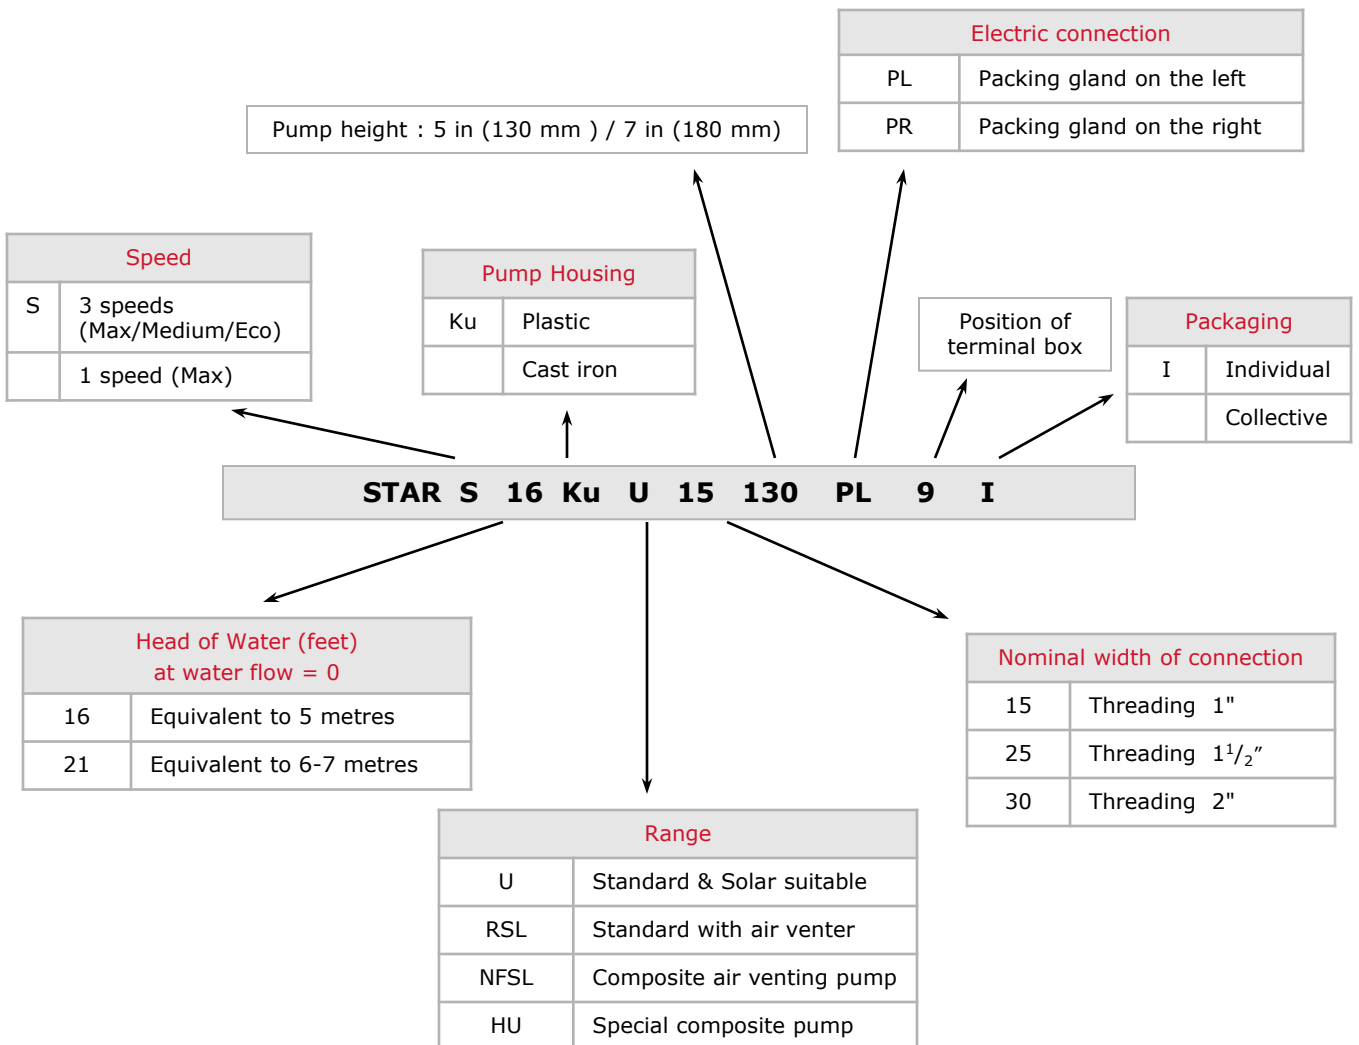 Electric connection
PL Packing gland on the left
PR Packing gland on the right
Pump height : 5 in (130 mm ) / 7 in (180 mm)
Speed
S 3 speeds
(Max/Medium/Eco)
1 speed (Max)
Pump Housing
Ku Plastic
Cast iron
Position of
terminal box
Packaging
I Individual
Collective
STAR S 16 Ku U 15 130 PL 9 I
Head of Water (feet)
at water flow = 0
16 Equivalent to 5 metres
21 Equivalent to 6-7 metres
Nominal width of connection
15 Threading 1"
25 Threading 1¹/₂″
30 Threading 2"
Range
U Standard & Solar suitable
RSL Standard with air venter
NFSL Composite air venting pump
HU Special composite pump